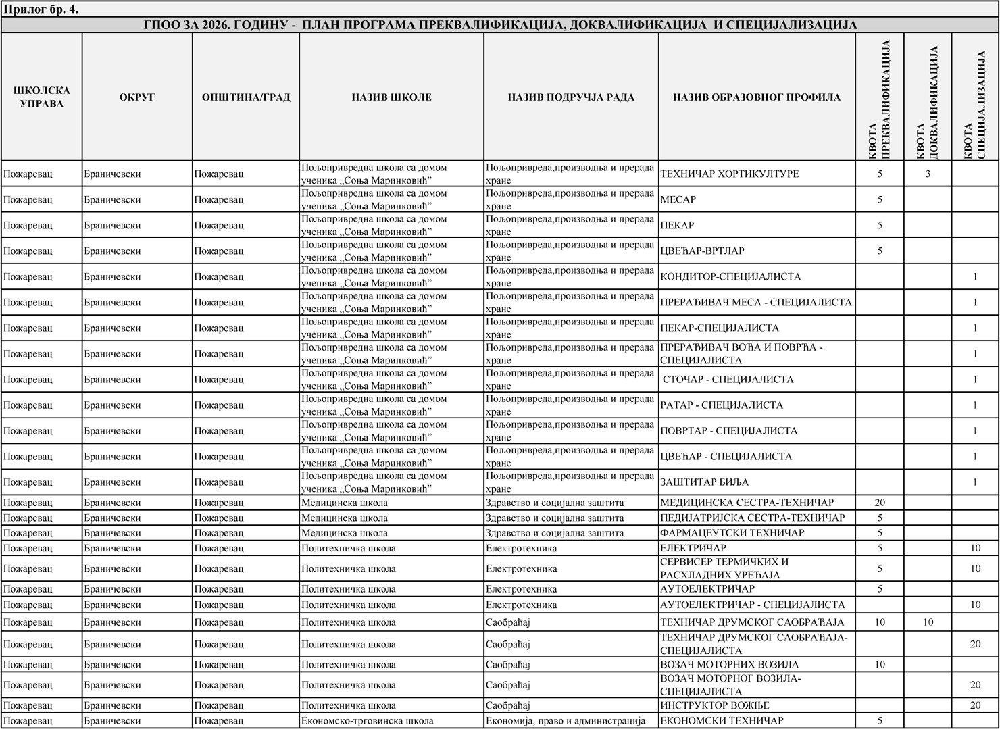 Прилог бр. 4.
ГПОО ЗА 2026. ГОДИНУ - ПЛАН ПРОГРАМА ПРЕКВАЛИФИКАЦИЈА, ДОКВАЛИФИКАЦИЈА И СПЕЦИЈАЛИЗАЦИЈА
ШКОЛСКА
УПРАВА
ОКРУГ
ОПШТИНА/ГРАД
НАЗИВ ШКОЛЕ
НАЗИВ ПОДРУЧЈА РАДА
НАЗИВ ОБРАЗОВНОГ ПРОФИЛА
КВОТА
ПРЕКВАЛИФИКАЦИЈА
КВОТА
ДОКВАЛИФИКАЦИЈА
КВОТА
СПЕЦИЈАЛИЗАЦИЈА
Пожаревац Браничевски Пожаревац Пољопривредна школа са домом Пољопривреда,производња и прерада ТЕХНИЧАР ХОРТИКУЛТУРЕ 5 3
ученика „Соња Маринковић” хране
Пожаревац Браничевски Пожаревац Пољопривредна школа са домом Пољопривреда,производња и прерада МЕСАР 5
ученика „Соња Маринковић” хране
Пожаревац Браничевски Пожаревац Пољопривредна школа са домом Пољопривреда,производња и прерада ПЕКАР 5
ученика „Соња Маринковић” хране
Пожаревац Браничевски Пожаревац Пољопривредна школа са домом Пољопривреда,производња и прерада ЦВЕЋАР-ВРТЛАР 5
ученика „Соња Маринковић” хране
Пожаревац Браничевски Пожаревац Пољопривредна школа са домом Пољопривреда,производња и прерада КОНДИТОР-СПЕЦИЈАЛИСТА 1
ученика „Соња Маринковић” хране
Пожаревац Браничевски Пожаревац Пољопривредна школа са домом Пољопривреда,производња и прерада ПРЕРАЂИВАЧ МЕСА - СПЕЦИЈАЛИСТА 1
ученика „Соња Маринковић” хране
Пожаревац Браничевски Пожаревац Пољопривредна школа са домом Пољопривреда,производња и прерада ПЕКАР-СПЕЦИЈАЛИСТА 1
ученика „Соња Маринковић” хране
Пожаревац Браничевски Пожаревац Пољопривредна школа са домом Пољопривреда,производња и прерада ПРЕРАЂИВАЧ ВОЋА И ПОВРЋА - 1
ученика „Соња Маринковић” хране СПЕЦИЈАЛИСТА
Пожаревац Браничевски Пожаревац Пољопривредна школа са домом Пољопривреда,производња и прерада СТОЧАР - СПЕЦИЈАЛИСТА 1
ученика „Соња Маринковић” хране
Пожаревац Браничевски Пожаревац Пољопривредна школа са домом Пољопривреда,производња и прерада РАТАР - СПЕЦИЈАЛИСТА 1
ученика „Соња Маринковић” хране
Пожаревац Браничевски Пожаревац Пољопривредна школа са домом Пољопривреда,производња и прерада ПОВРТАР - СПЕЦИЈАЛИСТА 1
ученика „Соња Маринковић” хране
Пожаревац Браничевски Пожаревац Пољопривредна школа са домом Пољопривреда,производња и прерада ЦВЕЋАР - СПЕЦИЈАЛИСТА 1
ученика „Соња Маринковић” хране
Пожаревац Браничевски Пожаревац Пољопривредна школа са домом Пољопривреда,производња и прерада ЗАШТИТАР БИЉА 1
ученика „Соња Маринковић” хране
Пожаревац Браничевски Пожаревац Медицинска школа Здравство и социјална заштита МЕДИЦИНСКА СЕСТРА-ТЕХНИЧАР 20
Пожаревац Браничевски Пожаревац Медицинска школа Здравство и социјална заштита ПЕДИЈАТРИЈСКА СЕСТРА-ТЕХНИЧАР 5
Пожаревац Браничевски Пожаревац Медицинска школа Здравство и социјална заштита ФАРМАЦЕУТСКИ ТЕХНИЧАР 5
Пожаревац Браничевски Пожаревац Политехничка школа Електротехника ЕЛЕКТРИЧАР 5 10
Пожаревац Браничевски Пожаревац Политехничка школа Електротехника СЕРВИСЕР ТЕРМИЧКИХ И 5 10
РАСХЛАДНИХ УРЕЂАЈА
Пожаревац Браничевски Пожаревац Политехничка школа Електротехника АУТОЕЛЕКТРИЧАР 5
Пожаревац Браничевски Пожаревац Политехничка школа Електротехника АУТОЕЛЕКТРИЧАР - СПЕЦИЈАЛИСТА 10
Пожаревац Браничевски Пожаревац Политехничка школа Саобраћај ТЕХНИЧАР ДРУМСКОГ САОБРАЋАЈА 10 10
Пожаревац Браничевски Пожаревац Политехничка школа Саобраћај ТЕХНИЧАР ДРУМСКОГ САОБРАЋАЈА- 20
СПЕЦИЈАЛИСТА
Пожаревац Браничевски Пожаревац Политехничка школа Саобраћај ВОЗАЧ МОТОРНИХ ВОЗИЛА 10
Пожаревац Браничевски Пожаревац Политехничка школа Саобраћај ВОЗАЧ МОТОРНОГ ВОЗИЛА- 20
СПЕЦИЈАЛИСТА
Пожаревац Браничевски Пожаревац Политехничка школа Саобраћај ИНСТРУКТОР ВОЖЊЕ 20
Пожаревац Браничевски Пожаревац Економско-трговинска школа Економија, право и администрација ЕКОНОМСКИ ТЕХНИЧАР 5